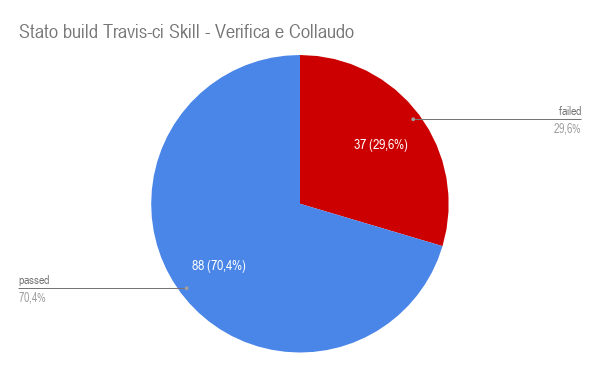 Stato build Travis-ci Skill - Verifica e Collaudo
failed
29,6%
37 (29,6%)
88 (70,4%)
passed
70,4%